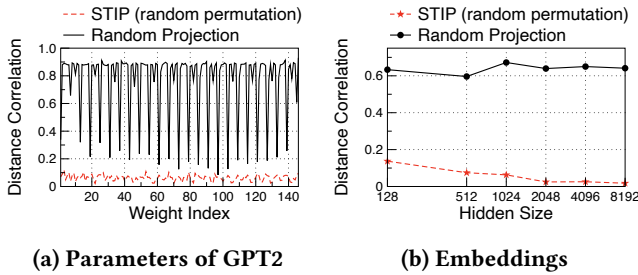 STIP (random permutation)
Random Projection
Distance Correlation
1.0
0.8
0.6
0.4
0.2
0
20 40 60 80 100 120 140
Weight Index
(a) Parameters of GPT2
STIP (random permutation)
Random Projection
Distance Correlation
0.6
0.4
0.2
0
128 512 1024 2048 4096 8192
Hidden Size
(b) Embeddings